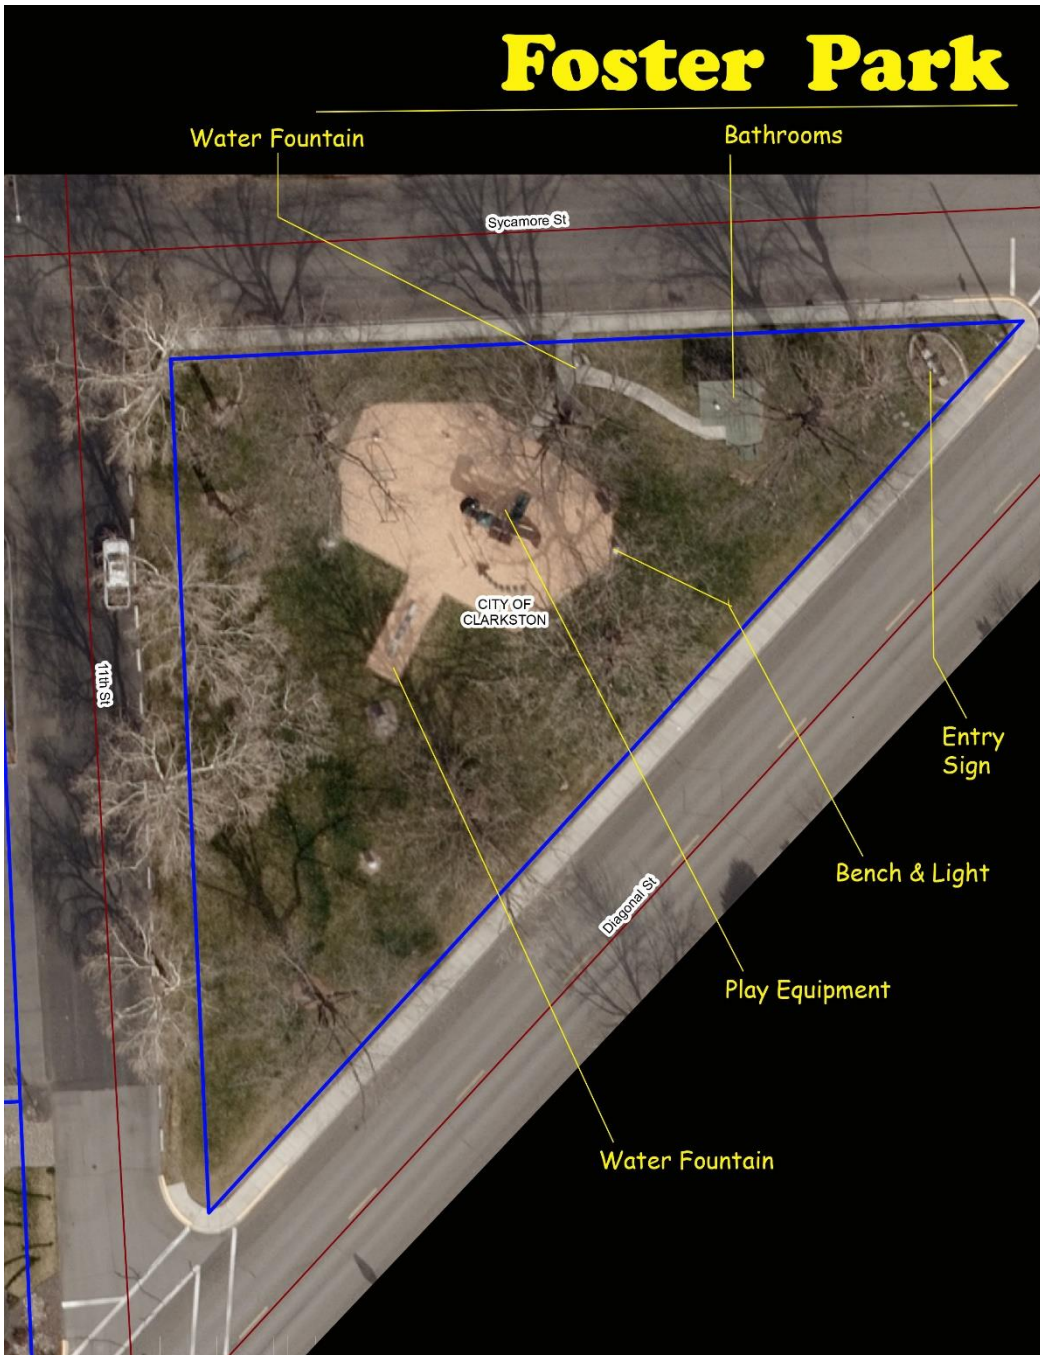 Foster Park
Water Fountain
Bathrooms
Sycamore St
CITY OF
CLARKSTON
11th St
Entry
Sign
Bench & Light
Diagonal St
Play Equipment
Water Fountain